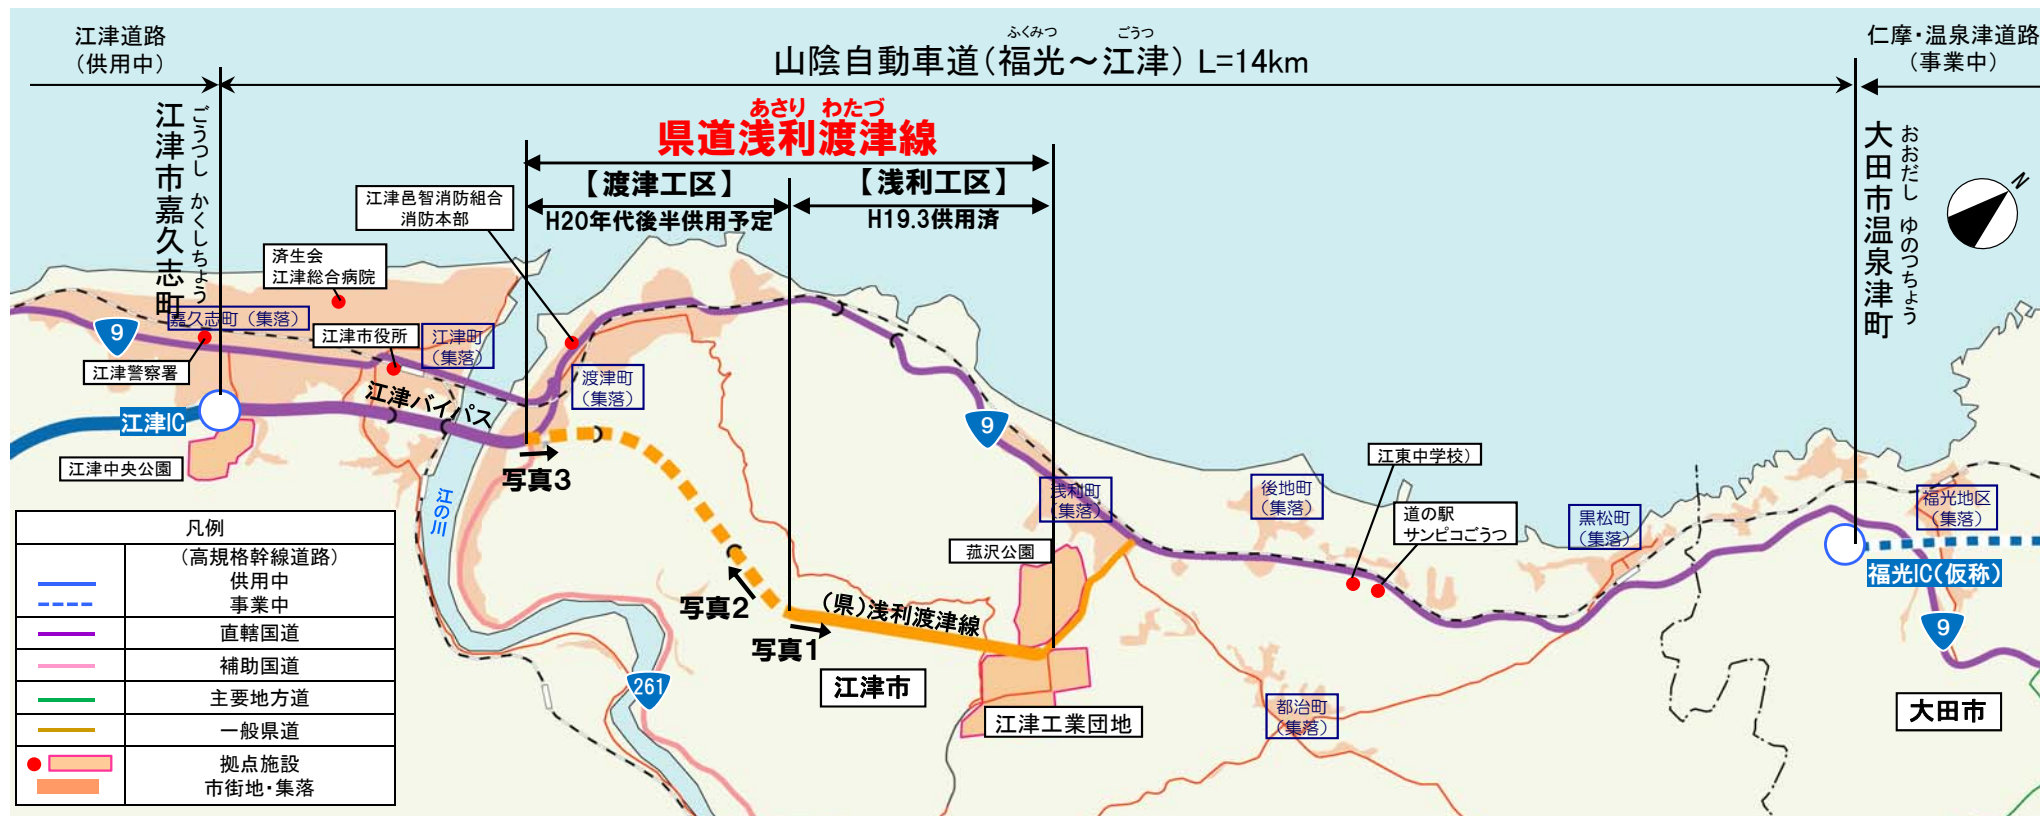 江津道路
（供用中）
ふくみつ ごうつ
山陰自動車道（福光～江津）L=14km
仁摩・温泉津道路
（事業中）
江津市嘉久志町
ごうつし かくしちょう
あさり わたづ
県道浅利渡津線
【渡津工区】
H20年代後半供用予定
【浅利工区】
H19.3供用済
大田市温泉津町
おおだし ゆのつちょう
N
江津邑智消防組合
消防本部
済生会
江津総合病院
嘉久志町（集落）
9
江津市役所
江津町
（集落）
江津警察署
渡津町
（集落）
江津バイパス
江津IC
江津中央公園
写真3
江の川
9
浅利町
（集落）
後地町
（集落）
江東中学校）
道の駅
サンピコごうつ
黒松町
（集落）
福光地区
（集落）
福光IC（仮称）
9
菰沢公園
写真2
（県）浅利渡津線
写真1
261
江津市
江津工業団地
都治町
（集落）
大田市
凡例
（高規格幹線道路）
供用中
事業中
直轄国道
補助国道
主要地方道
一般県道
拠点施設
市街地・集落